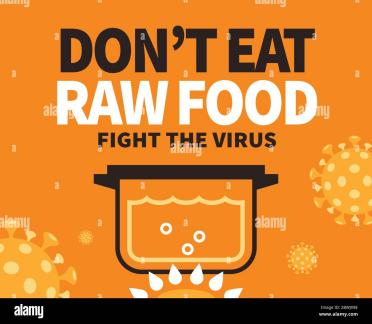 DON'T EAT
RAW FOOD
FIGHT THE VIRUS
alamy